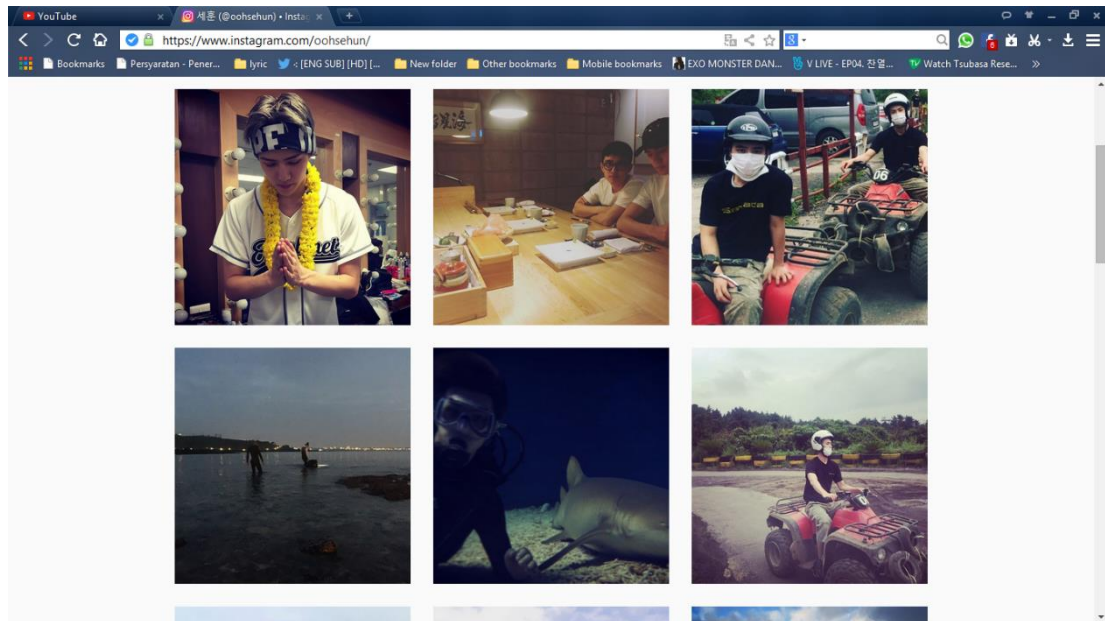 YouTube
세훈 (@oohsehun) • Insta
https://www.instagram.com/oohsehun/
Bookmarks
Persyaratan - Pener...
lyric
< [ENG SUB] [HD] [...
New folder
Other bookmarks
Mobile bookmarks
EXO MONSTER DAN...
V LIVE - EP04. 찬열...
Watch Tsubasa Rese...
»
06